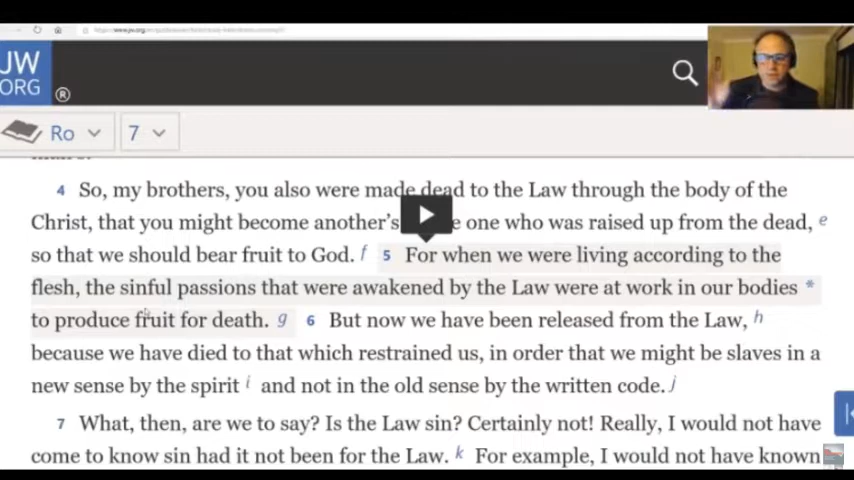 JW
ORG
®
Ro
7
4 So, my brothers, you also were made dead to the Law through the body of the
Christ, that you might become another's, e one who was raised up from the dead, e
so that we should bear fruit to God. f 5 For when we were living according to the
flesh, the sinful passions that were awakened by the Law were at work in our bodies *
to produce fruit for death. g 6 But now we have been released from the Law, h
because we have died to that which restrained us, in order that we might be slaves in a
new sense by the spirit i and not in the old sense by the written code. j
7 What, then, are we to say? Is the Law sin? Certainly not! Really, I would not have
come to know sin had it not been for the Law. k For example, I would not have known